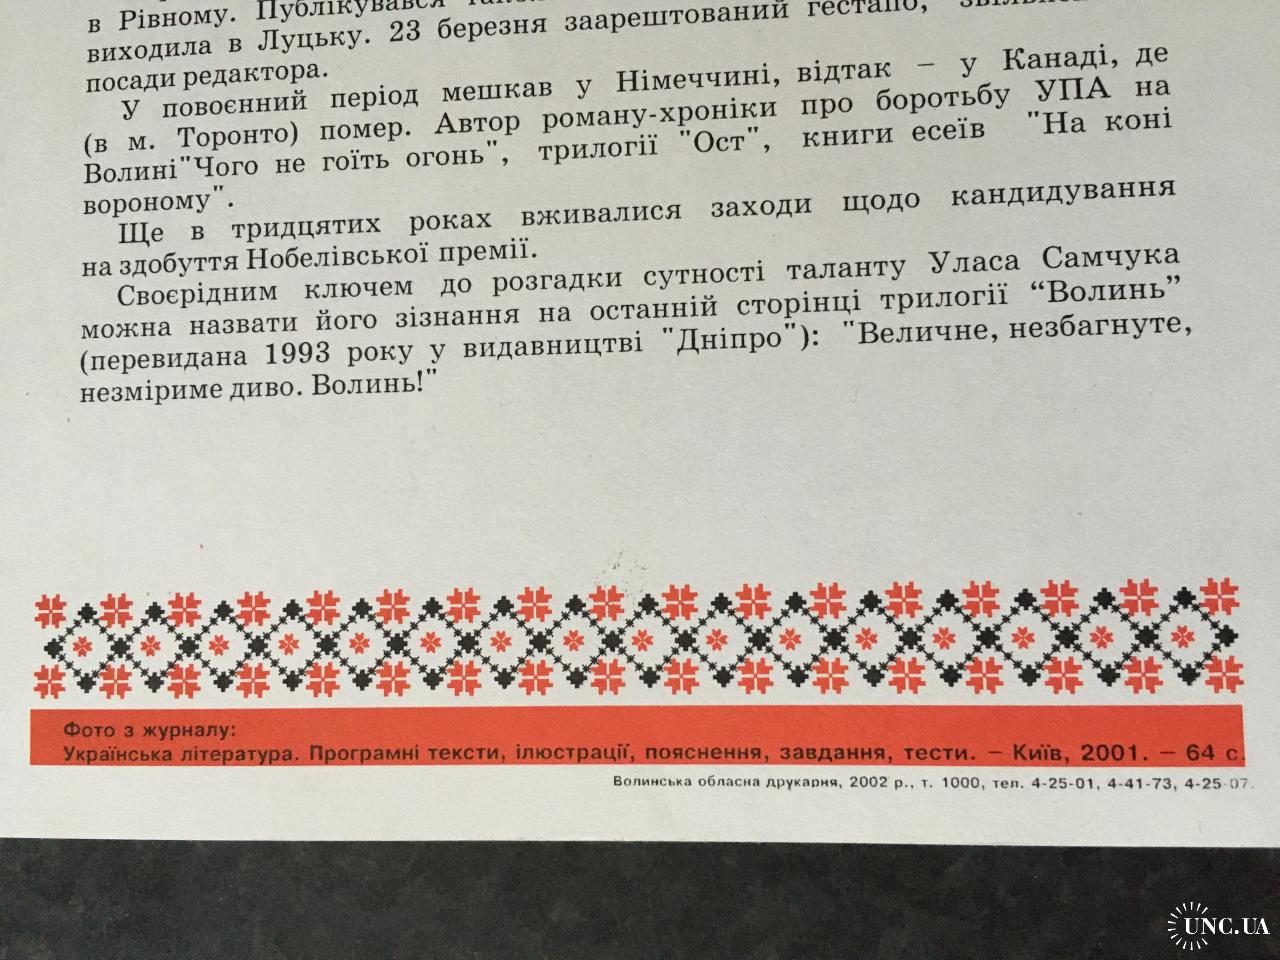 в Рівному. Публікувався
виходила в Луцьку. 23 березня заарештований гестапо,
посади редактора.
У повоєнний період мешкав у Німеччині, відтак – у Канаді, де
(в м. Торонто) помер. Автор роману-хроніки про боротьбу УПА на
Волині"Чого не гоїть огонь", трилогії "Ост", книги есеїв "На коні
вороному".
Ще в тридцятих роках вживалися заходи щодо кандидування
на здобуття Нобелівської премії.
Своєрідним ключем до розгадки сутності таланту Уласа Самчука
можна назвати його зізнання на останній сторінці трилогії “Волинь”
(перевидана 1993 року у видавництві "Дніпро"): "Величне, незбагнуте,
незміриме диво. Волинь!"
Фото з журналу:
Українська література. Програмні тексти, ілюстрації, пояснення, завдання, тести. – Київ, 2001. – 64 с.
Волинська обласна друкарня, 2002 р., т. 1000, тел. 4-25-01, 4-41-73, 4-25-07.
UNC.UA